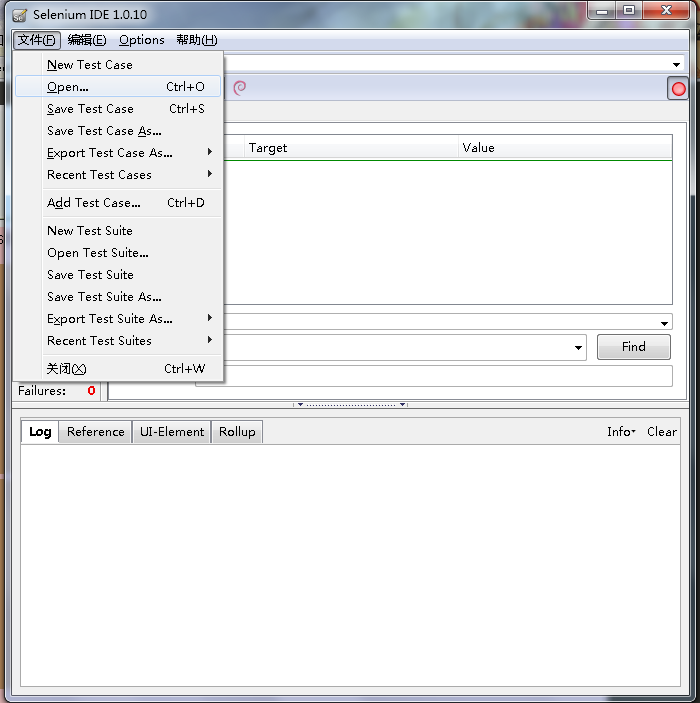 Selenium IDE 1.0.10
文件(F) 编辑(E) Options 帮助(H)
New Test Case
Open... Ctrl+O
Save Test Case Ctrl+S
Save Test Case As...
Export Test Case As...
Recent Test Cases
Add Test Case... Ctrl+D
New Test Suite
Open Test Suite...
Save Test Suite
Save Test Suite As...
Export Test Suite As...
Recent Test Suites
关闭(X) Ctrl+W
Target Value
Find
Failures: 0
Log Reference UI-Element Rollup Info Clear